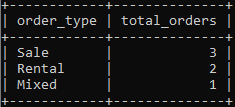 +------------+--------------+
| order_type | total_orders |
+------------+--------------+
| Sale       |            3 |
| Rental     |            2 |
| Mixed      |            1 |
+------------+--------------+